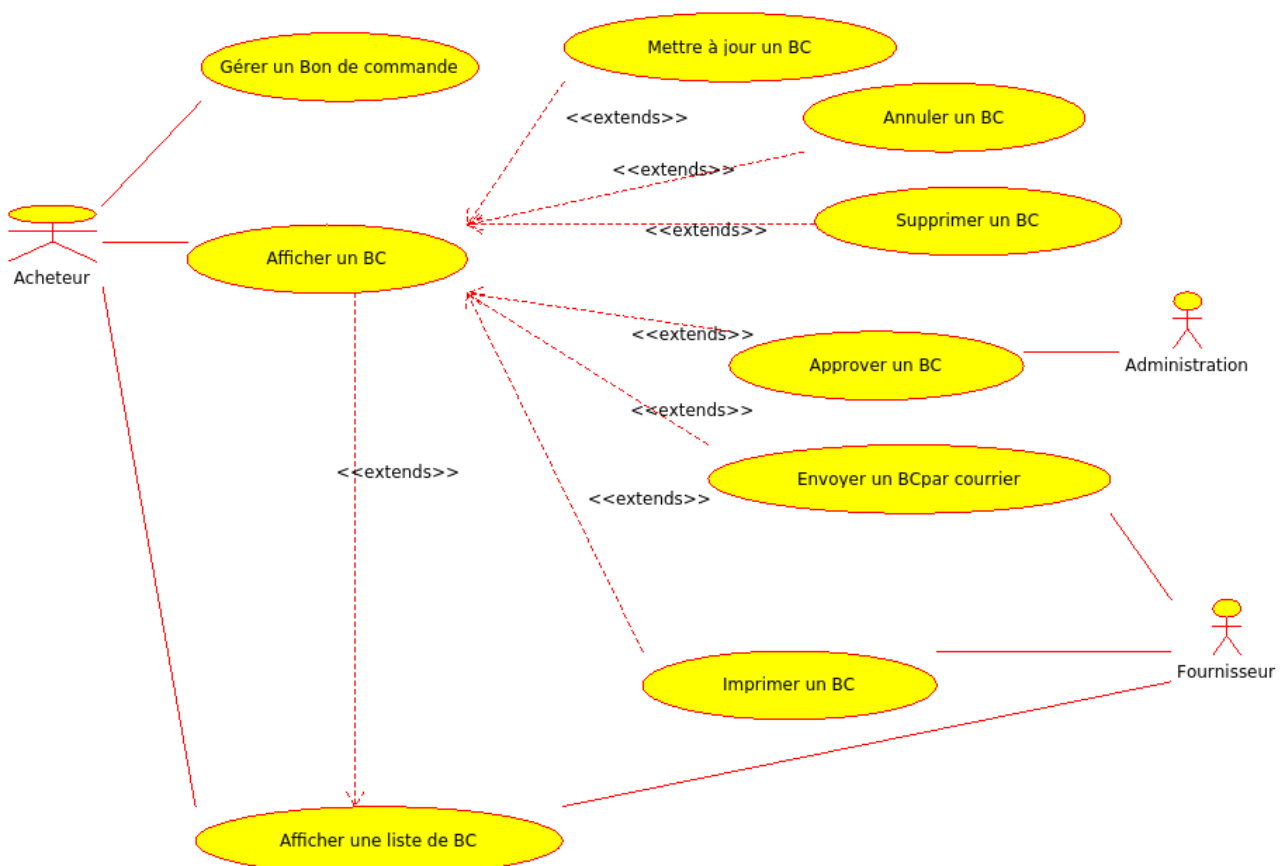 Mettre à jour un BC
Gérer un Bon de commande
<<extends>>
Annuler un BC
<<extends>>
Supprimer un BC
<<extends>>
Acheteur
Afficher un BC
<<extends>>
Approver un BC
Administration
<<extends>>
<<extends>>
Envoyer un BCpar courrier
<<extends>>
Imprimer un BC
Fournisseur
Afficher une liste de BC